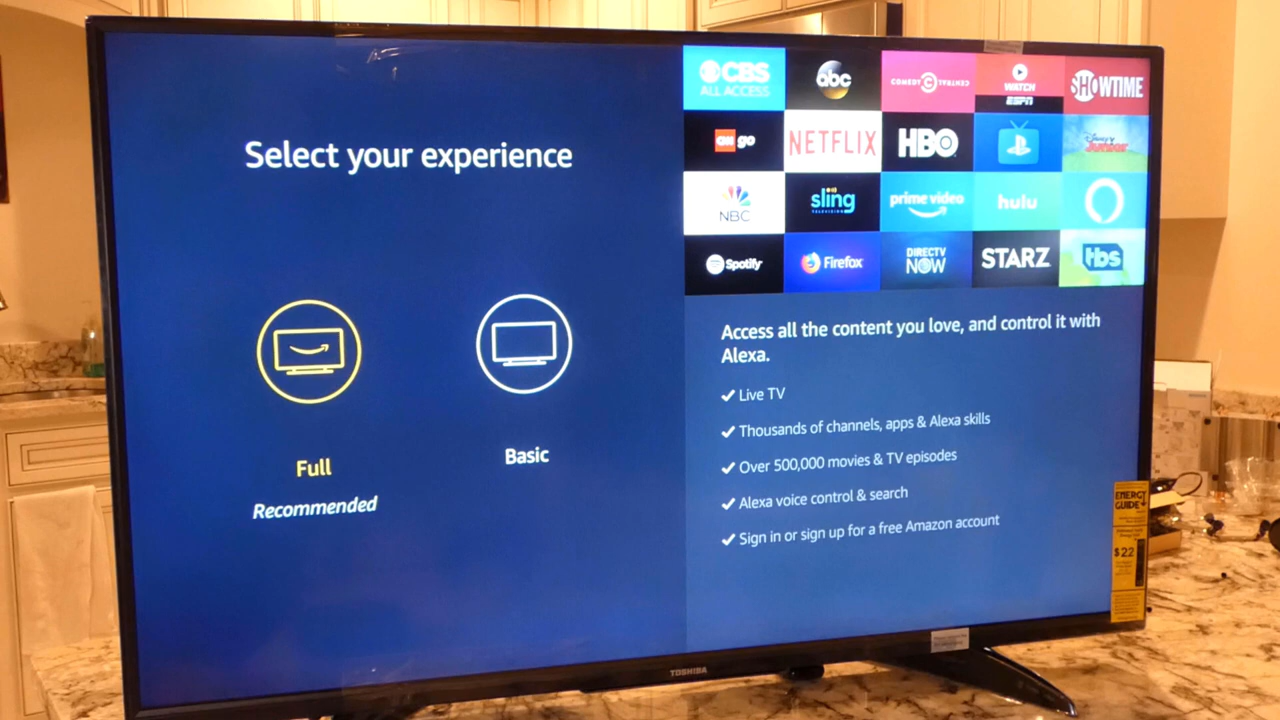 Select your experience
Full
Recommended
Basic
CBS
ALL ACCESS
abc
COMEDY CENTRAL
WATCH
ESPN
SHOWTIME
CNN go
NETFLIX
HBO
Disney
Junior
NBC
sling
TELEVISION
prime video
hulu
Spotify
Firefox
DIRECTV
NOW
STARZ
tbs
Access all the content you love, and control it with
Alexa.
Live TV
Thousands of channels, apps & Alexa skills
Over 500,000 movies & TV episodes
Alexa voice control & search
Sign in or sign up for a free Amazon account
ENERGY
GUIDE
$22
TOSHIBA